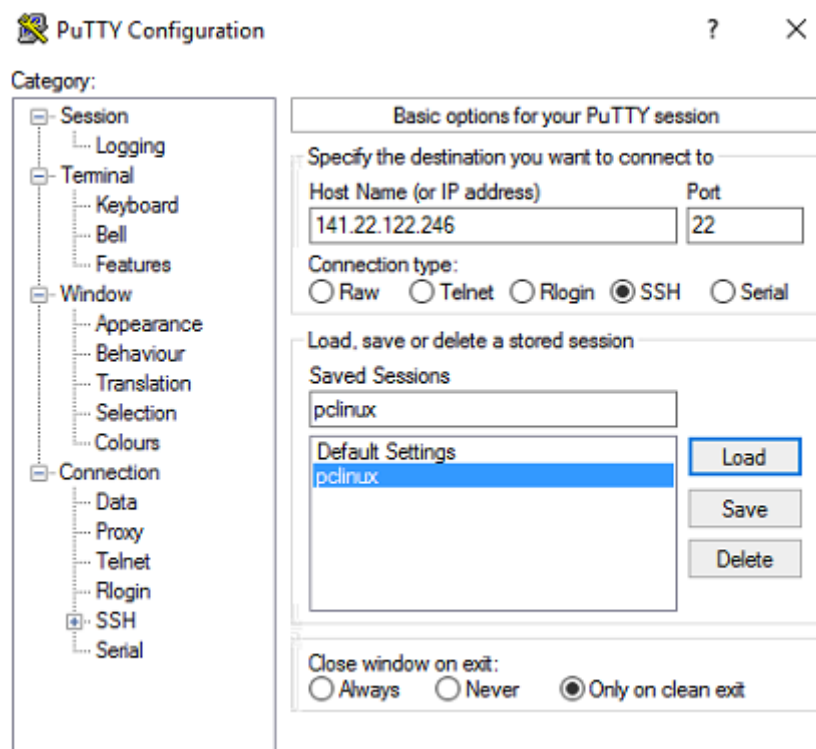 PuTTY Configuration
?
Category:
Session
Logging
Terminal
Keyboard
Bell
Features
Window
Appearance
Behaviour
Translation
Selection
Colours
Connection
Data
Proxy
Telnet
Rlogin
SSH
Serial
Basic options for your PuTTY session
Specify the destination you want to connect to
Host Name (or IP address) Port
141.22.122.246 22
Connection type:
Raw Telnet Rlogin SSH Serial
Load, save or delete a stored session
Saved Sessions
pclinux
Default Settings
pclinux
Load
Save
Delete
Close window on exit:
Always Never Only on clean exit